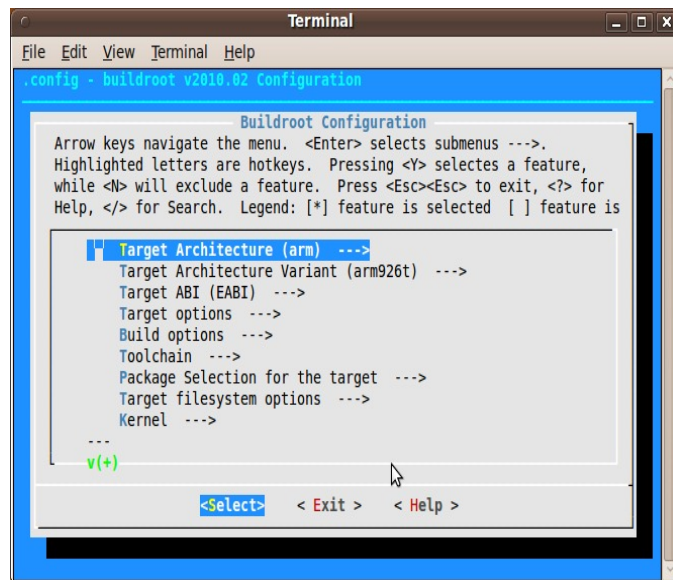 Terminal
File Edit View Terminal Help
.config - buildroot v2010.02 Configuration
Buildroot Configuration
Arrow keys navigate the menu. <Enter> selects submenus --->.
Highlighted letters are hotkeys. Pressing <Y> selectes a feature,
while <N> will exclude a feature. Press <Esc><Esc> to exit, <?> for
Help, </> for Search. Legend: [*] feature is selected [ ] feature is
Target Architecture (arm) --->
Target Architecture Variant (arm926t) --->
Target ABI (EABI) --->
Target options --->
Build options --->
Toolchain --->
Package Selection for the target --->
Target filesystem options --->
Kernel --->
---
v(+)
<Select> < Exit > < Help >